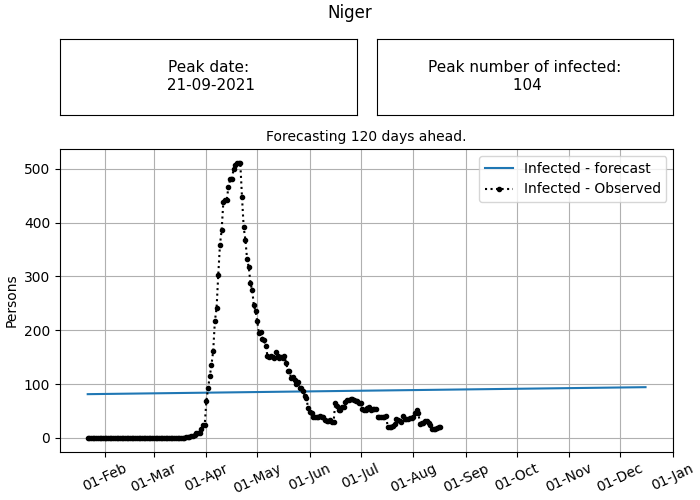 Niger
Peak date:
21-09-2021
Peak number of infected:
104
Forecasting 120 days ahead.
Infected - forecast
Infected - Observed
Persons
500
400
300
200
100
0
01-Feb
01-Mar
01-Apr
01-May
01-Jun
01-Jul
01-Aug
01-Sep
01-Oct
01-Nov
01-Dec
01-Jan